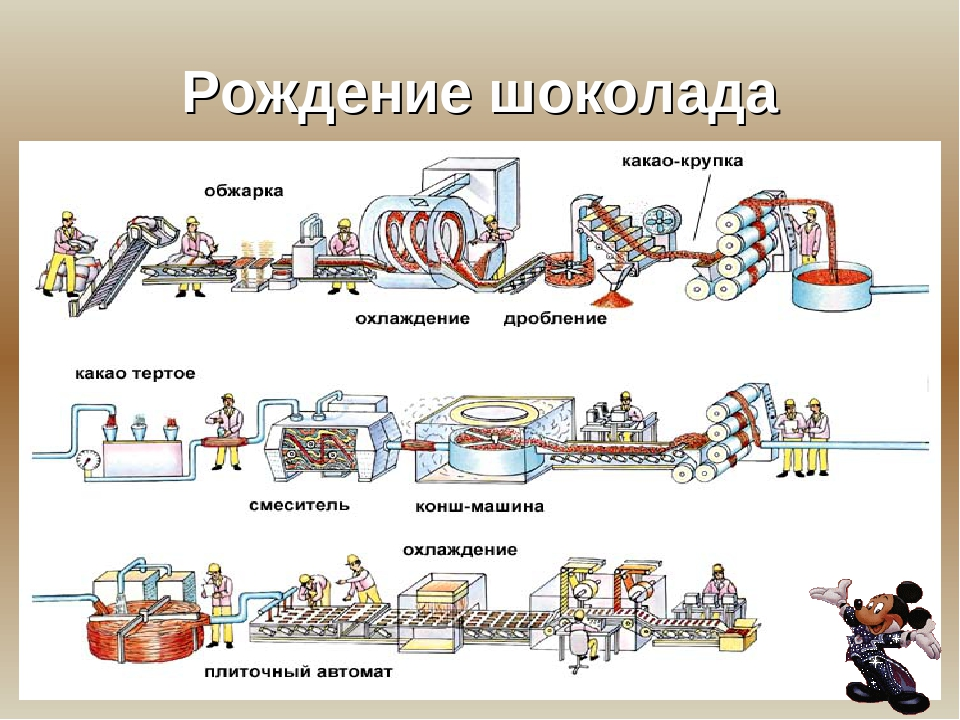 Рождение шоколада
какао-крупка
обжарка
охлаждение
дробление
какао тертое
смеситель
конш-машина
охлаждение
плиточный автомат